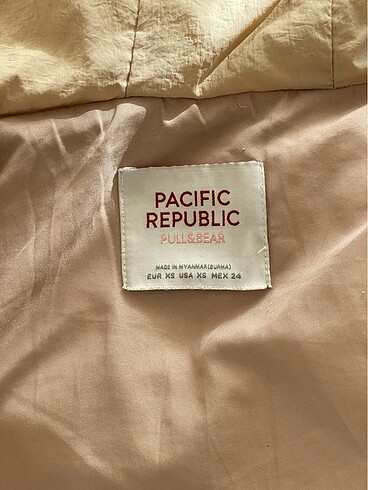 PACIFIC
REPUBLIC
PULL&BEAR
MADE IN MYANMAR(BURMA)
EUR XS USA XS MEX 24